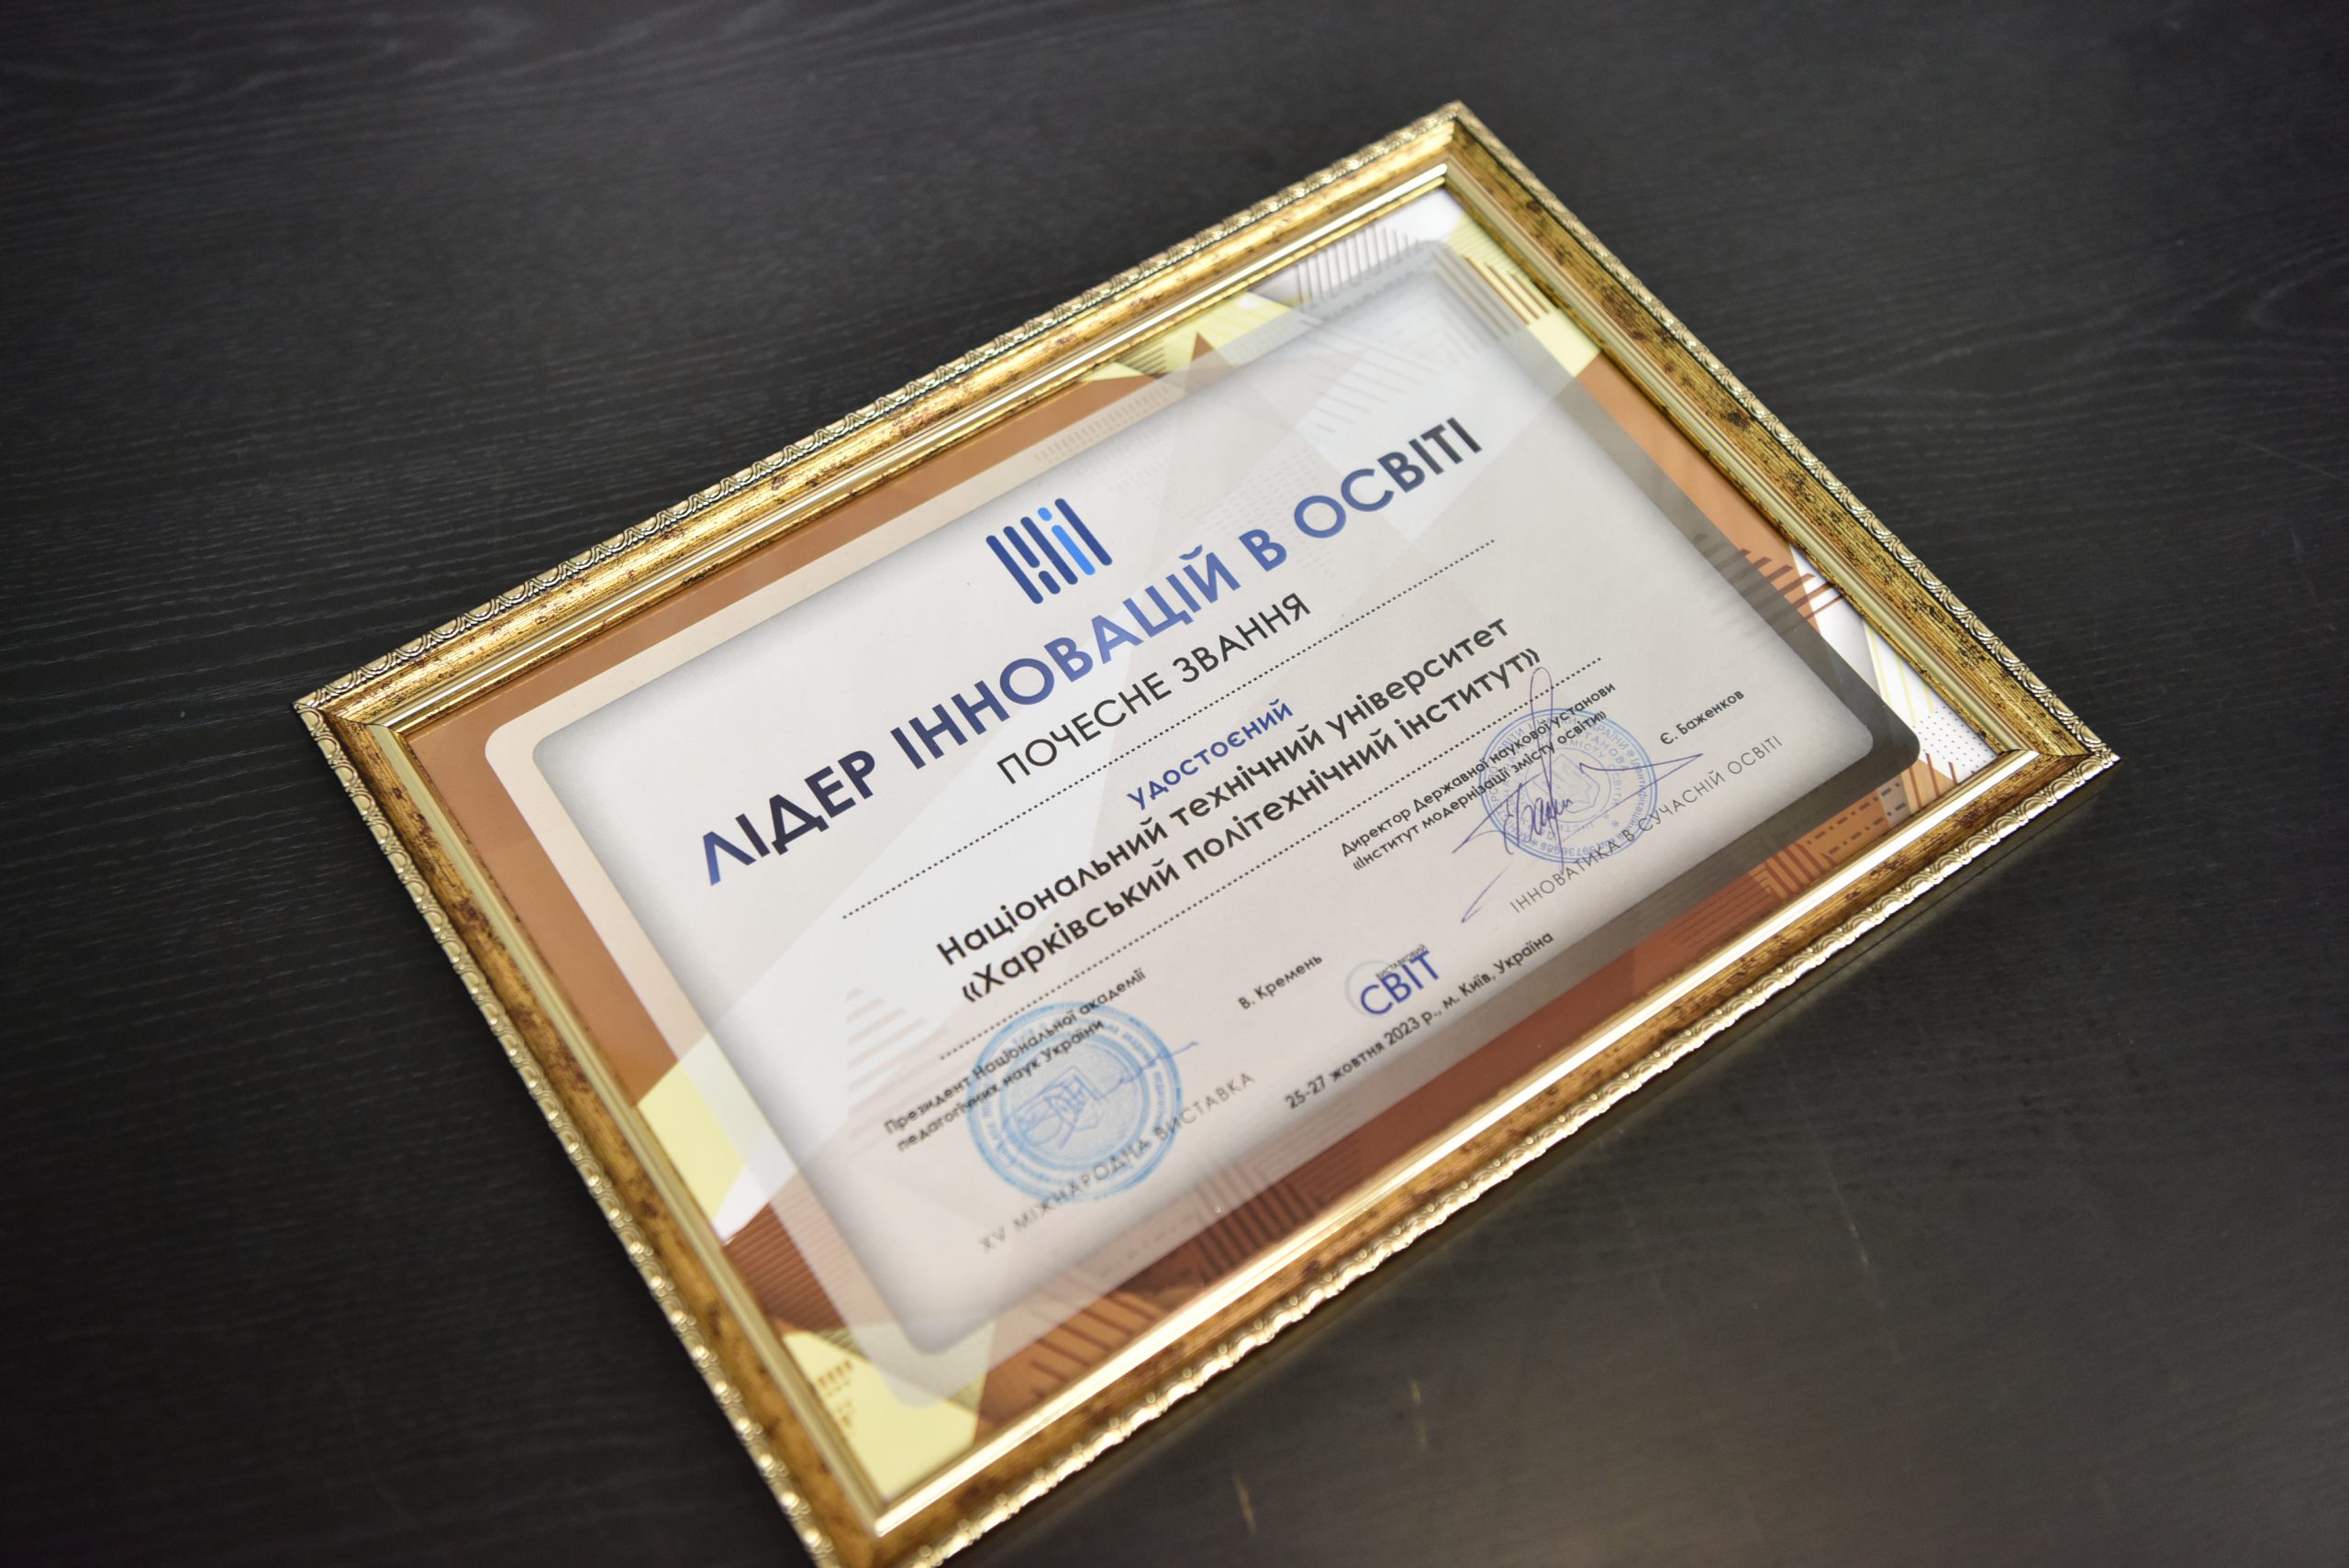 ЛІДЕР ІННОВАЦІЙ В ОСВІТІ
ПОЧЕСНЕ ЗВАННЯ
удостоєний
Національний технічний університет
«Харківський політехнічний інститут»
Президент Національної академії
педагогічних наук України
В. Кремень
Директор Державної наукової установи
«Інститут модернізації змісту освіти»
Є. Баженков
СВІТ
XV МІЖНАРОДНА ВИСТАВКА
25-27 жовтня 2023 р., м. Київ, Україна
ІННОВАТИКА В СУЧАСНІЙ ОСВІТІ